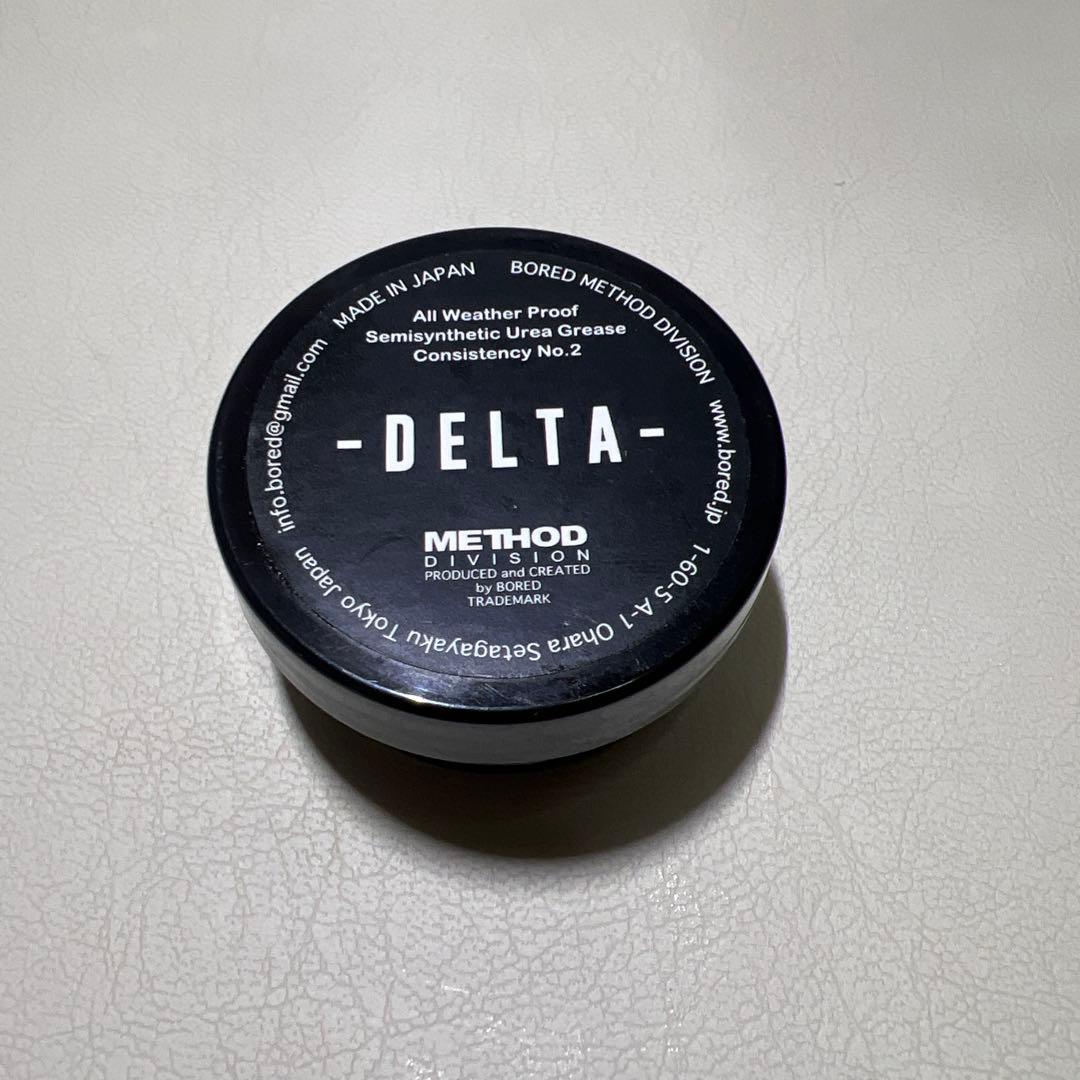 MADE IN JAPAN
BORED METHOD DIVISION
www.bored.jp
1-60-5 A-1 Ohara Setagayaku Tokyo Japan
info.bored@gmail.com
All Weather Proof
Semisynthetic Urea Grease
Consistency No.2
-DELTA-
METHOD
DIVISION
PRODUCED and CREATED
by BORED
TRADEMARK